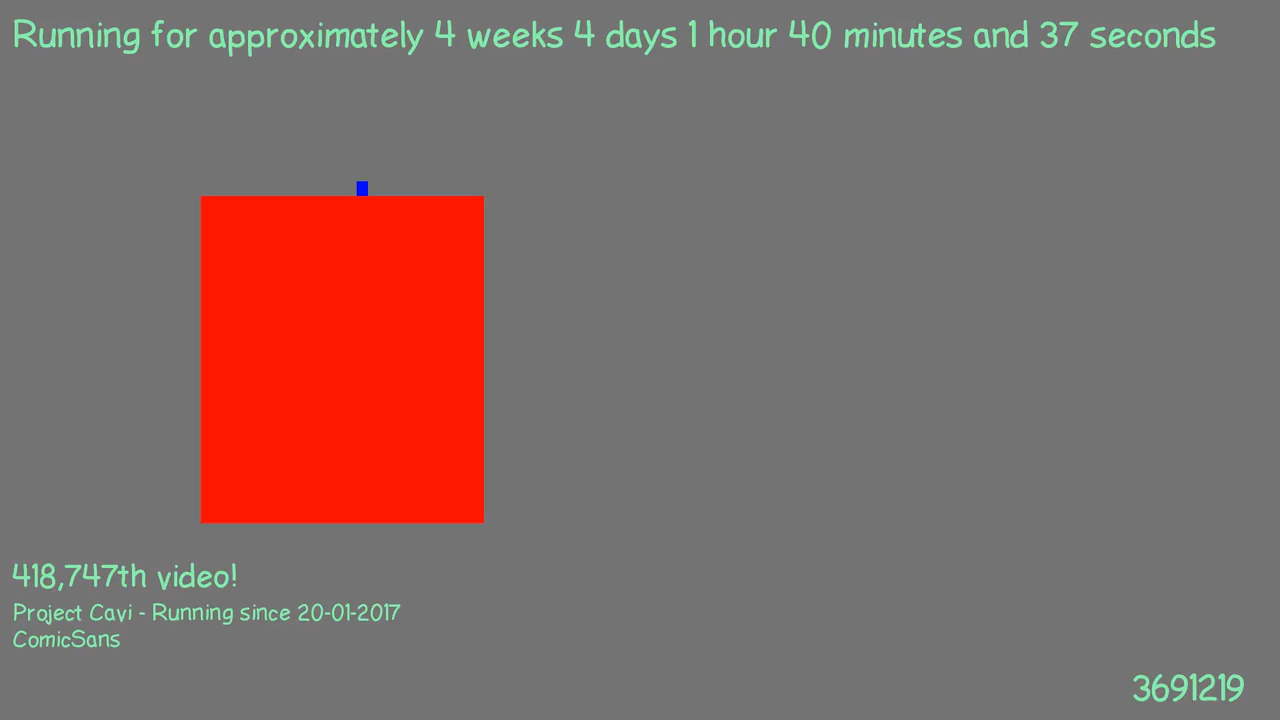 Running for approximately 4 weeks 4 days 1 hour 40 minutes and 37 seconds
418,747th video!
Project Cavi - Running since 20-01-2017
ComicSans
3691219